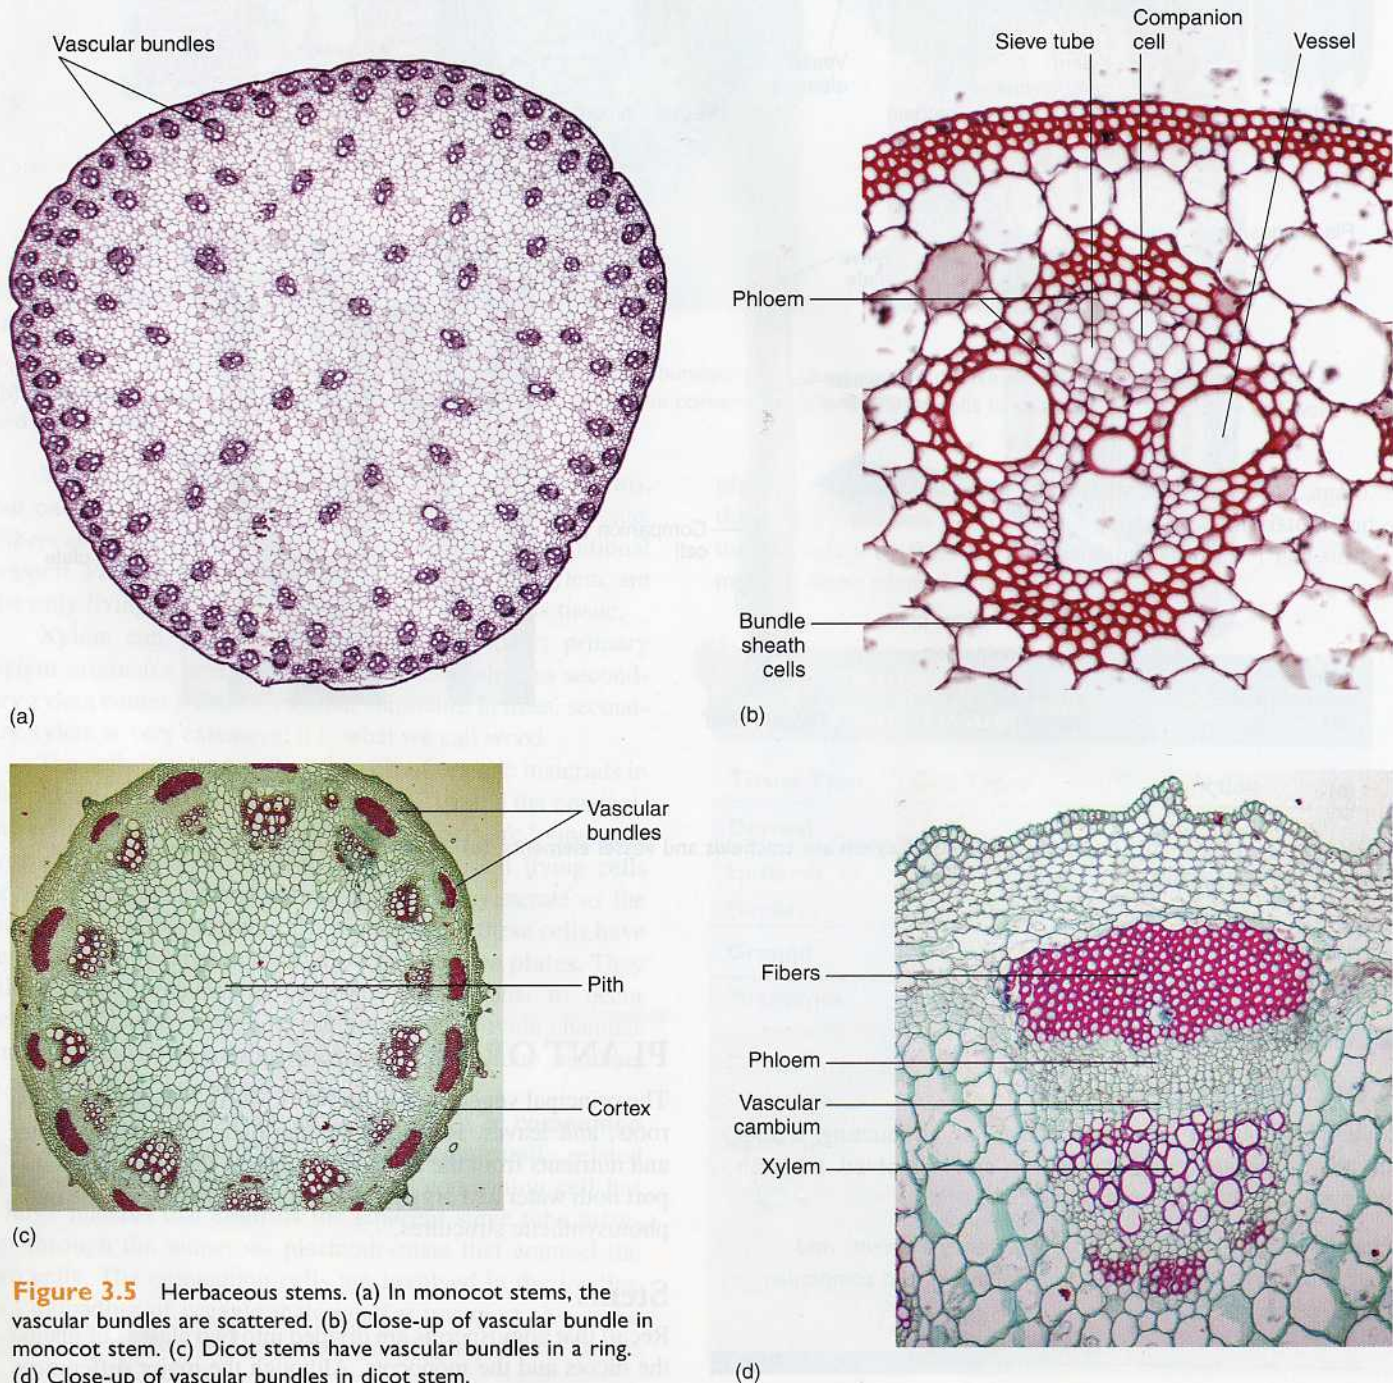 Vascular bundles
Companion
cell
Sieve tube
Vessel
Phloem
Bundle
sheath
cells
(a)
(b)
Vascular
bundles
Pith
Cortex
(c)
Fibers
Phloem
Vascular
cambium
Xylem
(d)
Figure 3.5 Herbaceous stems. (a) In monocot stems, the
vascular bundles are scattered. (b) Close-up of vascular bundle in
monocot stem. (c) Dicot stems have vascular bundles in a ring.
(d) Close-up of vascular bundles in dicot stem.